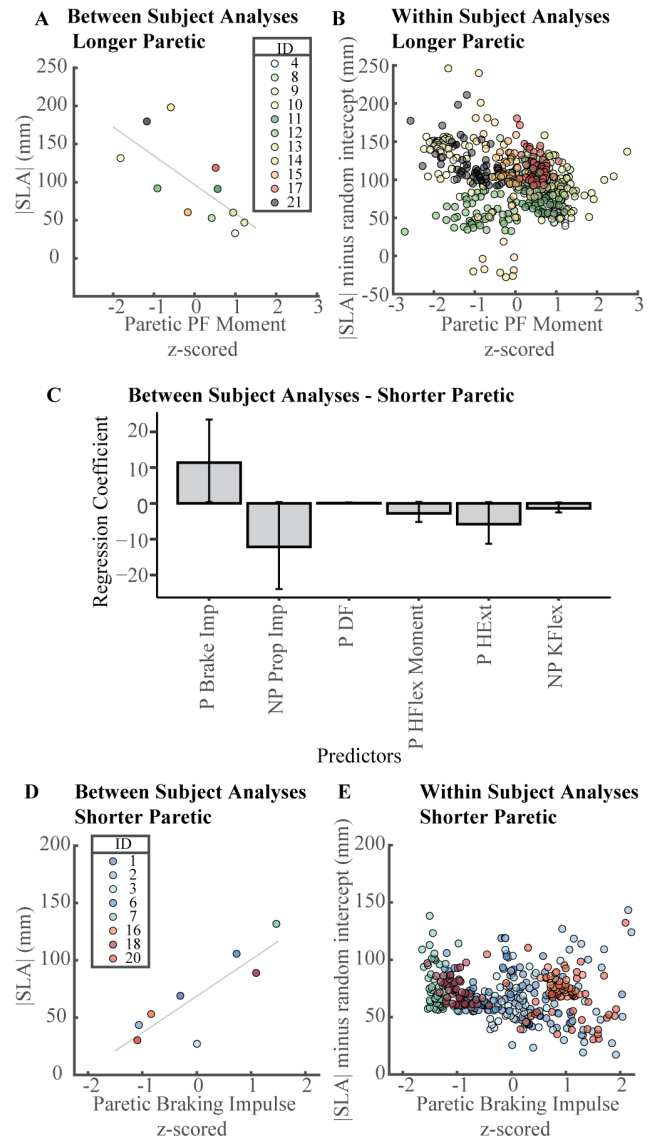 A Between Subject Analyses
Longer Paretic
B Within Subject Analyses
Longer Paretic
250
200
150
100
50
0
|SLA| (mm)
ID
4
8
9
10
11
12
13
14
15
17
21
-2 -1 0 1 2 3
Paretic PF Moment
z-scored
250
200
150
100
50
0
-50
|SLA| minus random intercept (mm)
-3 -2 -1 0 1 2 3
Paretic PF Moment
z-scored
C Between Subject Analyses - Shorter Paretic
20
10
0
−10
−20
Regression Coefficient
P Brake Imp
NP Prop Imp
P DF
P HFlex Moment
P HExt
NP KFlex
Predictors
D Between Subject Analyses
Shorter Paretic
E Within Subject Analyses
Shorter Paretic
200
150
100
50
0
|SLA| (mm)
ID
1
2
3
6
7
16
18
20
-2 -1 0 1 2
Paretic Braking Impulse
z-scored
200
150
100
50
0
|SLA| minus random intercept (mm)
-2 -1 0 1 2
Paretic Braking Impulse
z-scored